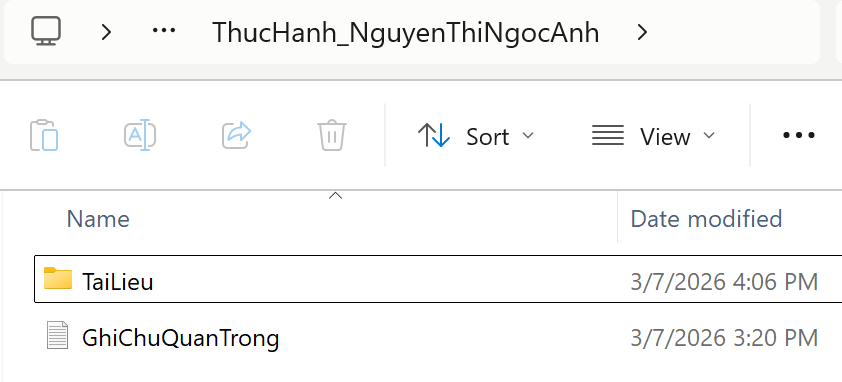 ThucHanh_NguyenThiNgocAnh
Sort View
Name Date modified
TaiLieu 3/7/2026 4:06 PM
GhiChuQuanTrong 3/7/2026 3:20 PM